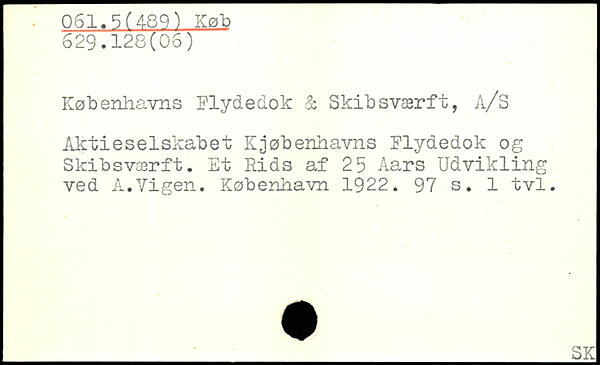 061.5(489) Køb
629.128(06)
Københavns Flydedok & Skibsværft, A/S
Aktieselskabet Kjøbenhavns Flydedok og
Skibsværft. Et Rids af 25 Aars Udvikling
ved A.Vigen. København 1922. 97 s. 1 tvl.
SK